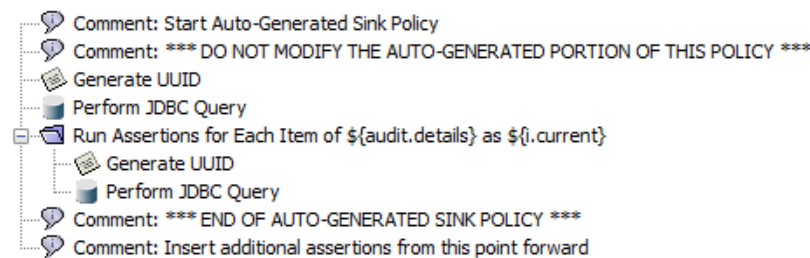 Comment: Start Auto-Generated Sink Policy
Comment: *** DO NOT MODIFY THE AUTO-GENERATED PORTION OF THIS POLICY ***
Generate UUID
Perform JDBC Query
Run Assertions for Each Item of ${audit.details} as ${i.current}
Generate UUID
Perform JDBC Query
Comment: *** END OF AUTO-GENERATED SINK POLICY ***
Comment: Insert additional assertions from this point forward